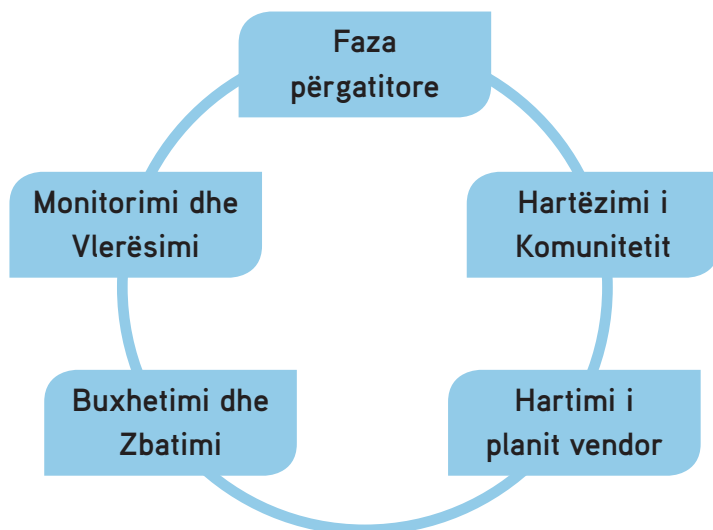 Faza
përgatitore
Hartëzimi i
Komunitetit
Hartimi i
planit vendor
Buxhetimi dhe
Zbatimi
Monitorimi dhe
Vlerësimi